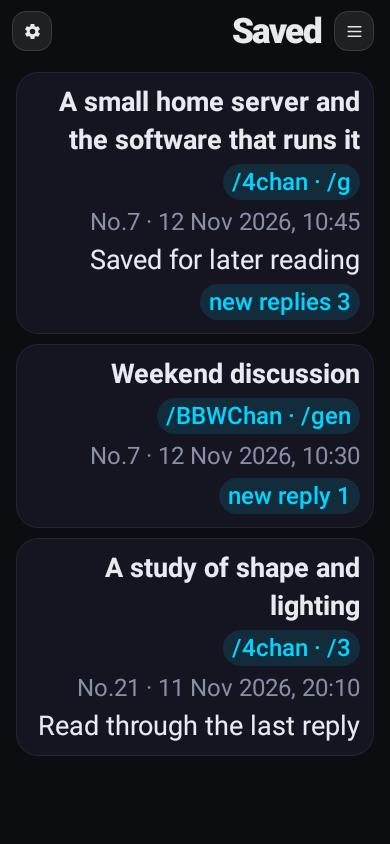 Saved
A small home server and
the software that runs it
/4chan · /g
No.7 · 12 Nov 2026, 10:45
Saved for later reading
new replies 3
Weekend discussion
/BBWChan · /gen
No.7 · 12 Nov 2026, 10:30
new reply 1
A study of shape and
lighting
/4chan · /3
No.21 · 11 Nov 2026, 20:10
Read through the last reply